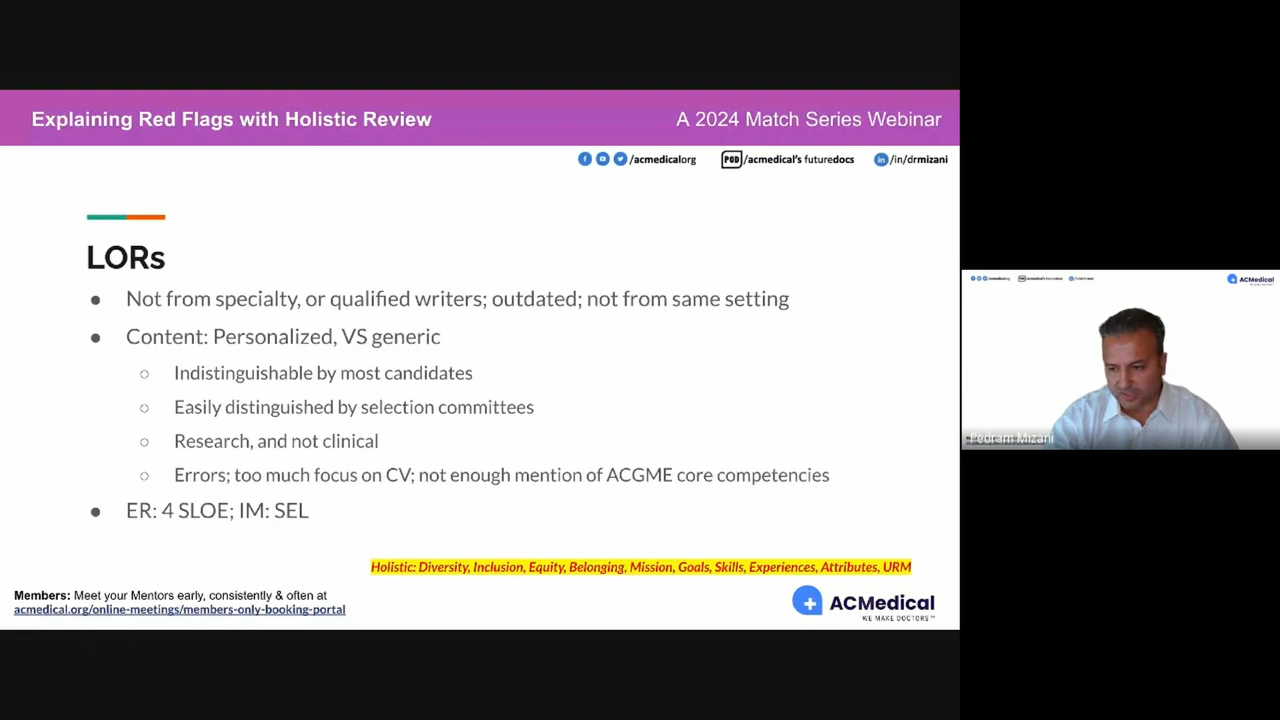 Explaining Red Flags with Holistic Review
A 2024 Match Series Webinar
/acmedicalorg
POD /acmedical's futuredocs
in /in/drmizani
LORs
● Not from specialty, or qualified writers; outdated; not from same setting
● Content: Personalized, VS generic
○ Indistinguishable by most candidates
○ Easily distinguished by selection committees
○ Research, and not clinical
○ Errors; too much focus on CV; not enough mention of ACGME core competencies
● ER: 4 SLOE; IM: SEL
Holistic: Diversity, Inclusion, Equity, Belonging, Mission, Goals, Skills, Experiences, Attributes, URM
Members: Meet your Mentors early, consistently & often at
acmedical.org/online-meetings/members-only-booking-portal
ACMedical
WE MAKE DOCTORS™
ACMedical
Pedram Mizani